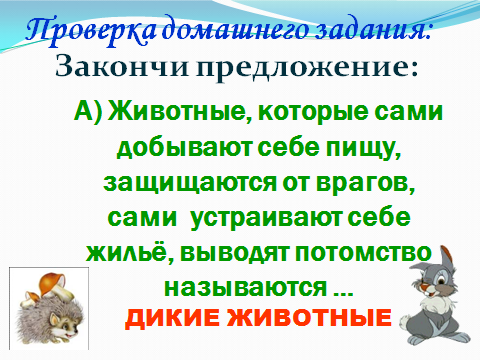 Проверка домашнего задания:
Закончи предложение:
А) Животные, которые сами
добывают себе пищу,
защищаются от врагов,
сами устраивают себе
жильё, выводят потомство
называются ...
ДИКИЕ ЖИВОТНЫЕ